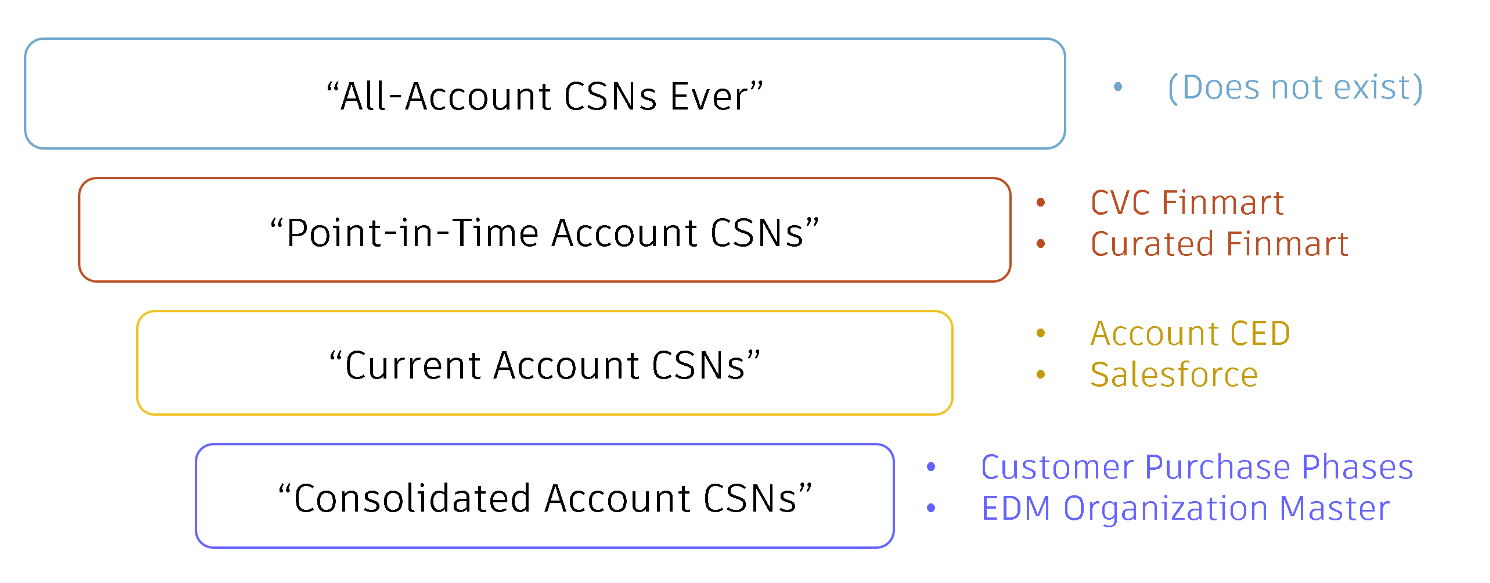 “All-Account CSNs Ever”
• (Does not exist)
“Point-in-Time Account CSNs”
• CVC Finmart
• Curated Finmart
“Current Account CSNs”
• Account CED
• Salesforce
“Consolidated Account CSNs”
• Customer Purchase Phases
• EDM Organization Master